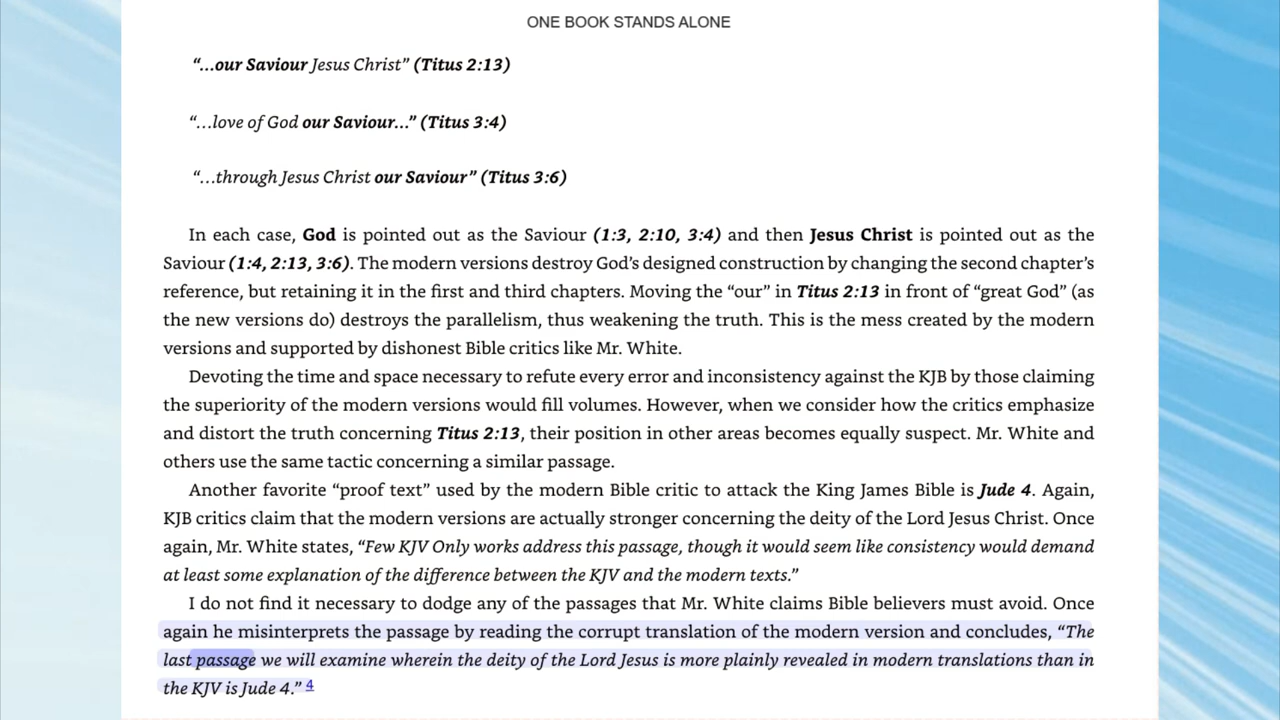 ONE BOOK STANDS ALONE
“...our Saviour Jesus Christ” (Titus 2:13)
“...love of God our Saviour...” (Titus 3:4)
“...through Jesus Christ our Saviour” (Titus 3:6)
In each case, God is pointed out as the Saviour (1:3, 2:10, 3:4) and then Jesus Christ is pointed out as the
Saviour (1:4, 2:13, 3:6). The modern versions destroy God’s designed construction by changing the second chapter’s
reference, but retaining it in the first and third chapters. Moving the “our” in Titus 2:13 in front of “great God” (as
the new versions do) destroys the parallelism, thus weakening the truth. This is the mess created by the modern
versions and supported by dishonest Bible critics like Mr. White.
Devoting the time and space necessary to refute every error and inconsistency against the KJB by those claiming
the superiority of the modern versions would fill volumes. However, when we consider how the critics emphasize
and distort the truth concerning Titus 2:13, their position in other areas becomes equally suspect. Mr. White and
others use the same tactic concerning a similar passage.
Another favorite “proof text” used by the modern Bible critic to attack the King James Bible is Jude 4. Again,
KJB critics claim that the modern versions are actually stronger concerning the deity of the Lord Jesus Christ. Once
again, Mr. White states, “Few KJV Only works address this passage, though it would seem like consistency would demand
at least some explanation of the difference between the KJV and the modern texts.”
I do not find it necessary to dodge any of the passages that Mr. White claims Bible believers must avoid. Once
again he misinterprets the passage by reading the corrupt translation of the modern version and concludes, “The
last passage we will examine wherein the deity of the Lord Jesus is more plainly revealed in modern translations than in
the KJV is Jude 4.” 4